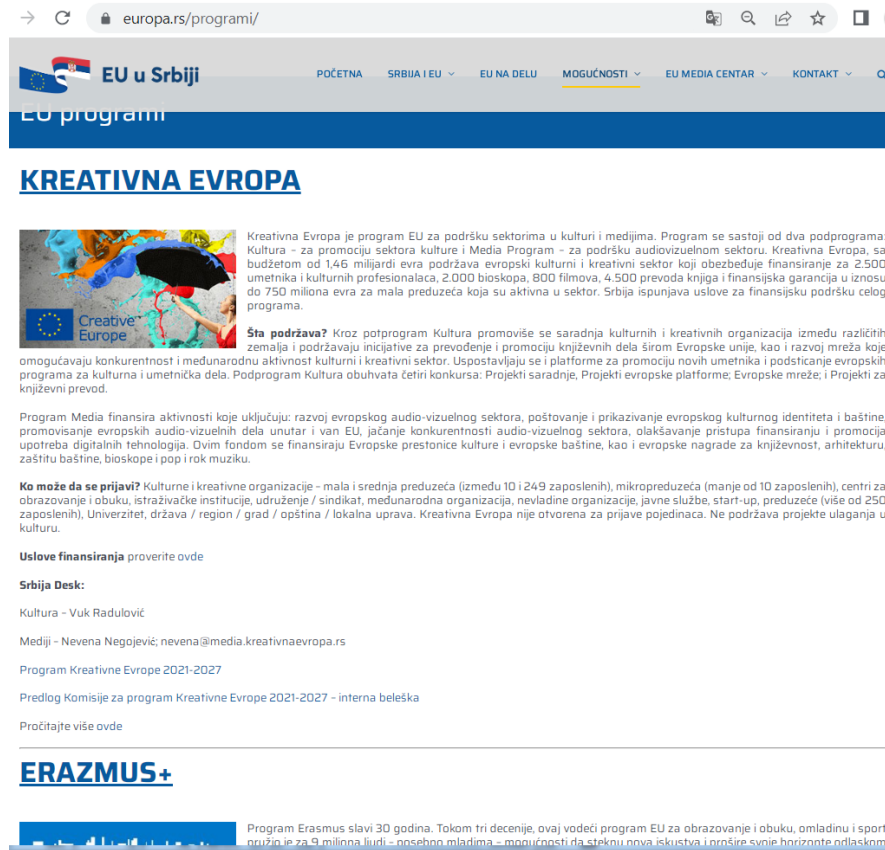 europa.rs/programi/
EU u Srbiji
POČETNA SRBIJA I EU EU NA DELU MOGUĆNOSTI EU MEDIA CENTAR KONTAKT
EU programi
KREATIVNA EVROPA
Kreativna Evropa je program EU za podršku sektorima u kulturi i medijima. Program se sastoji od dva podprograma:
Kultura – za promociju sektora kulture i Media Program – za podršku audiovizuelnom sektoru. Kreativna Evropa, sa
budžetom od 1,46 milijardi evra podržava evropski kulturni i kreativni sektor koji obezbeđuje finansiranje za 2.500
umetnika i kulturnih profesionalaca, 2.000 bioskopa, 800 filmova, 4.500 prevoda knjiga i finansijska garancija u iznosu
do 750 miliona evra za mala preduzeća koja su aktivna u sektor. Srbija ispunjava uslove za finansijsku podršku celog
programa.
Creative
Europe
Šta podržava? Kroz potprogram Kultura promoviše se saradnja kulturnih i kreativnih organizacija između različitih
zemalja i podržavaju inicijative za prevođenje i promociju književnih dela širom Evropske unije, kao i razvoj mreža koje
omogućavaju konkurentnost i međunarodnu aktivnost kulturni i kreativni sektor. Uspostavljaju se i platforme za promociju novih umetnika i podsticanje evropskih
programa za kulturna i umetnička dela. Podprogram Kultura obuhvata četiri konkursa: Projekti saradnje, Projekti evropske platforme; Evropske mreže; i Projekti za
književni prevod.
Program Media finansira aktivnosti koje uključuju: razvoj evropskog audio-vizuelnog sektora, poštovanje i prikazivanje evropskog kulturnog identiteta i baštine,
promovisanje evropskih audio-vizuelnih dela unutar i van EU, jačanje konkurentnosti audio-vizuelnog sektora, olakšavanje pristupa finansiranju i promocija
upotreba digitalnih tehnologija. Ovim fondom se finansiraju Evropske prestonice kulture i evropske baštine, kao i evropske nagrade za književnost, arhitekturu,
zaštitu baštine, bioskope i pop i rok muziku.
Ko može da se prijavi? Kulturne i kreativne organizacije – mala i srednja preduzeća (između 10 i 249 zaposlenih), mikropreduzeća (manje od 10 zaposlenih), centri za
obrazovanje i obuku, istraživačke institucije, udruženje / sindikat, međunarodna organizacija, nevladine organizacije, javne službe, start-up, preduzeće (više od 250
zaposlenih), Univerzitet, država / region / grad / opština / lokalna uprava. Kreativna Evropa nije otvorena za prijave pojedinaca. Ne podržava projekte ulaganja u
kulturu.
Uslove finansiranja proverite ovde
Srbija Desk:
Kultura – Vuk Radulović
Mediji – Nevena Negojević; nevena@media.kreativnaevropa.rs
Program Kreativne Evrope 2021-2027
Predlog Komisije za program Kreativne Evrope 2021-2027 – interna beleška
Pročitajte više ovde
ERAZMUS+
Program Erasmus slavi 30 godina. Tokom tri decenije, ovaj vodeći program EU za obrazovanje i obuku, omladinu i sport
pružio je za 9 miliona ljudi – posebno mladima – mogućnosti da steknu nova iskustva i prošire svoje horizonte odlaskom